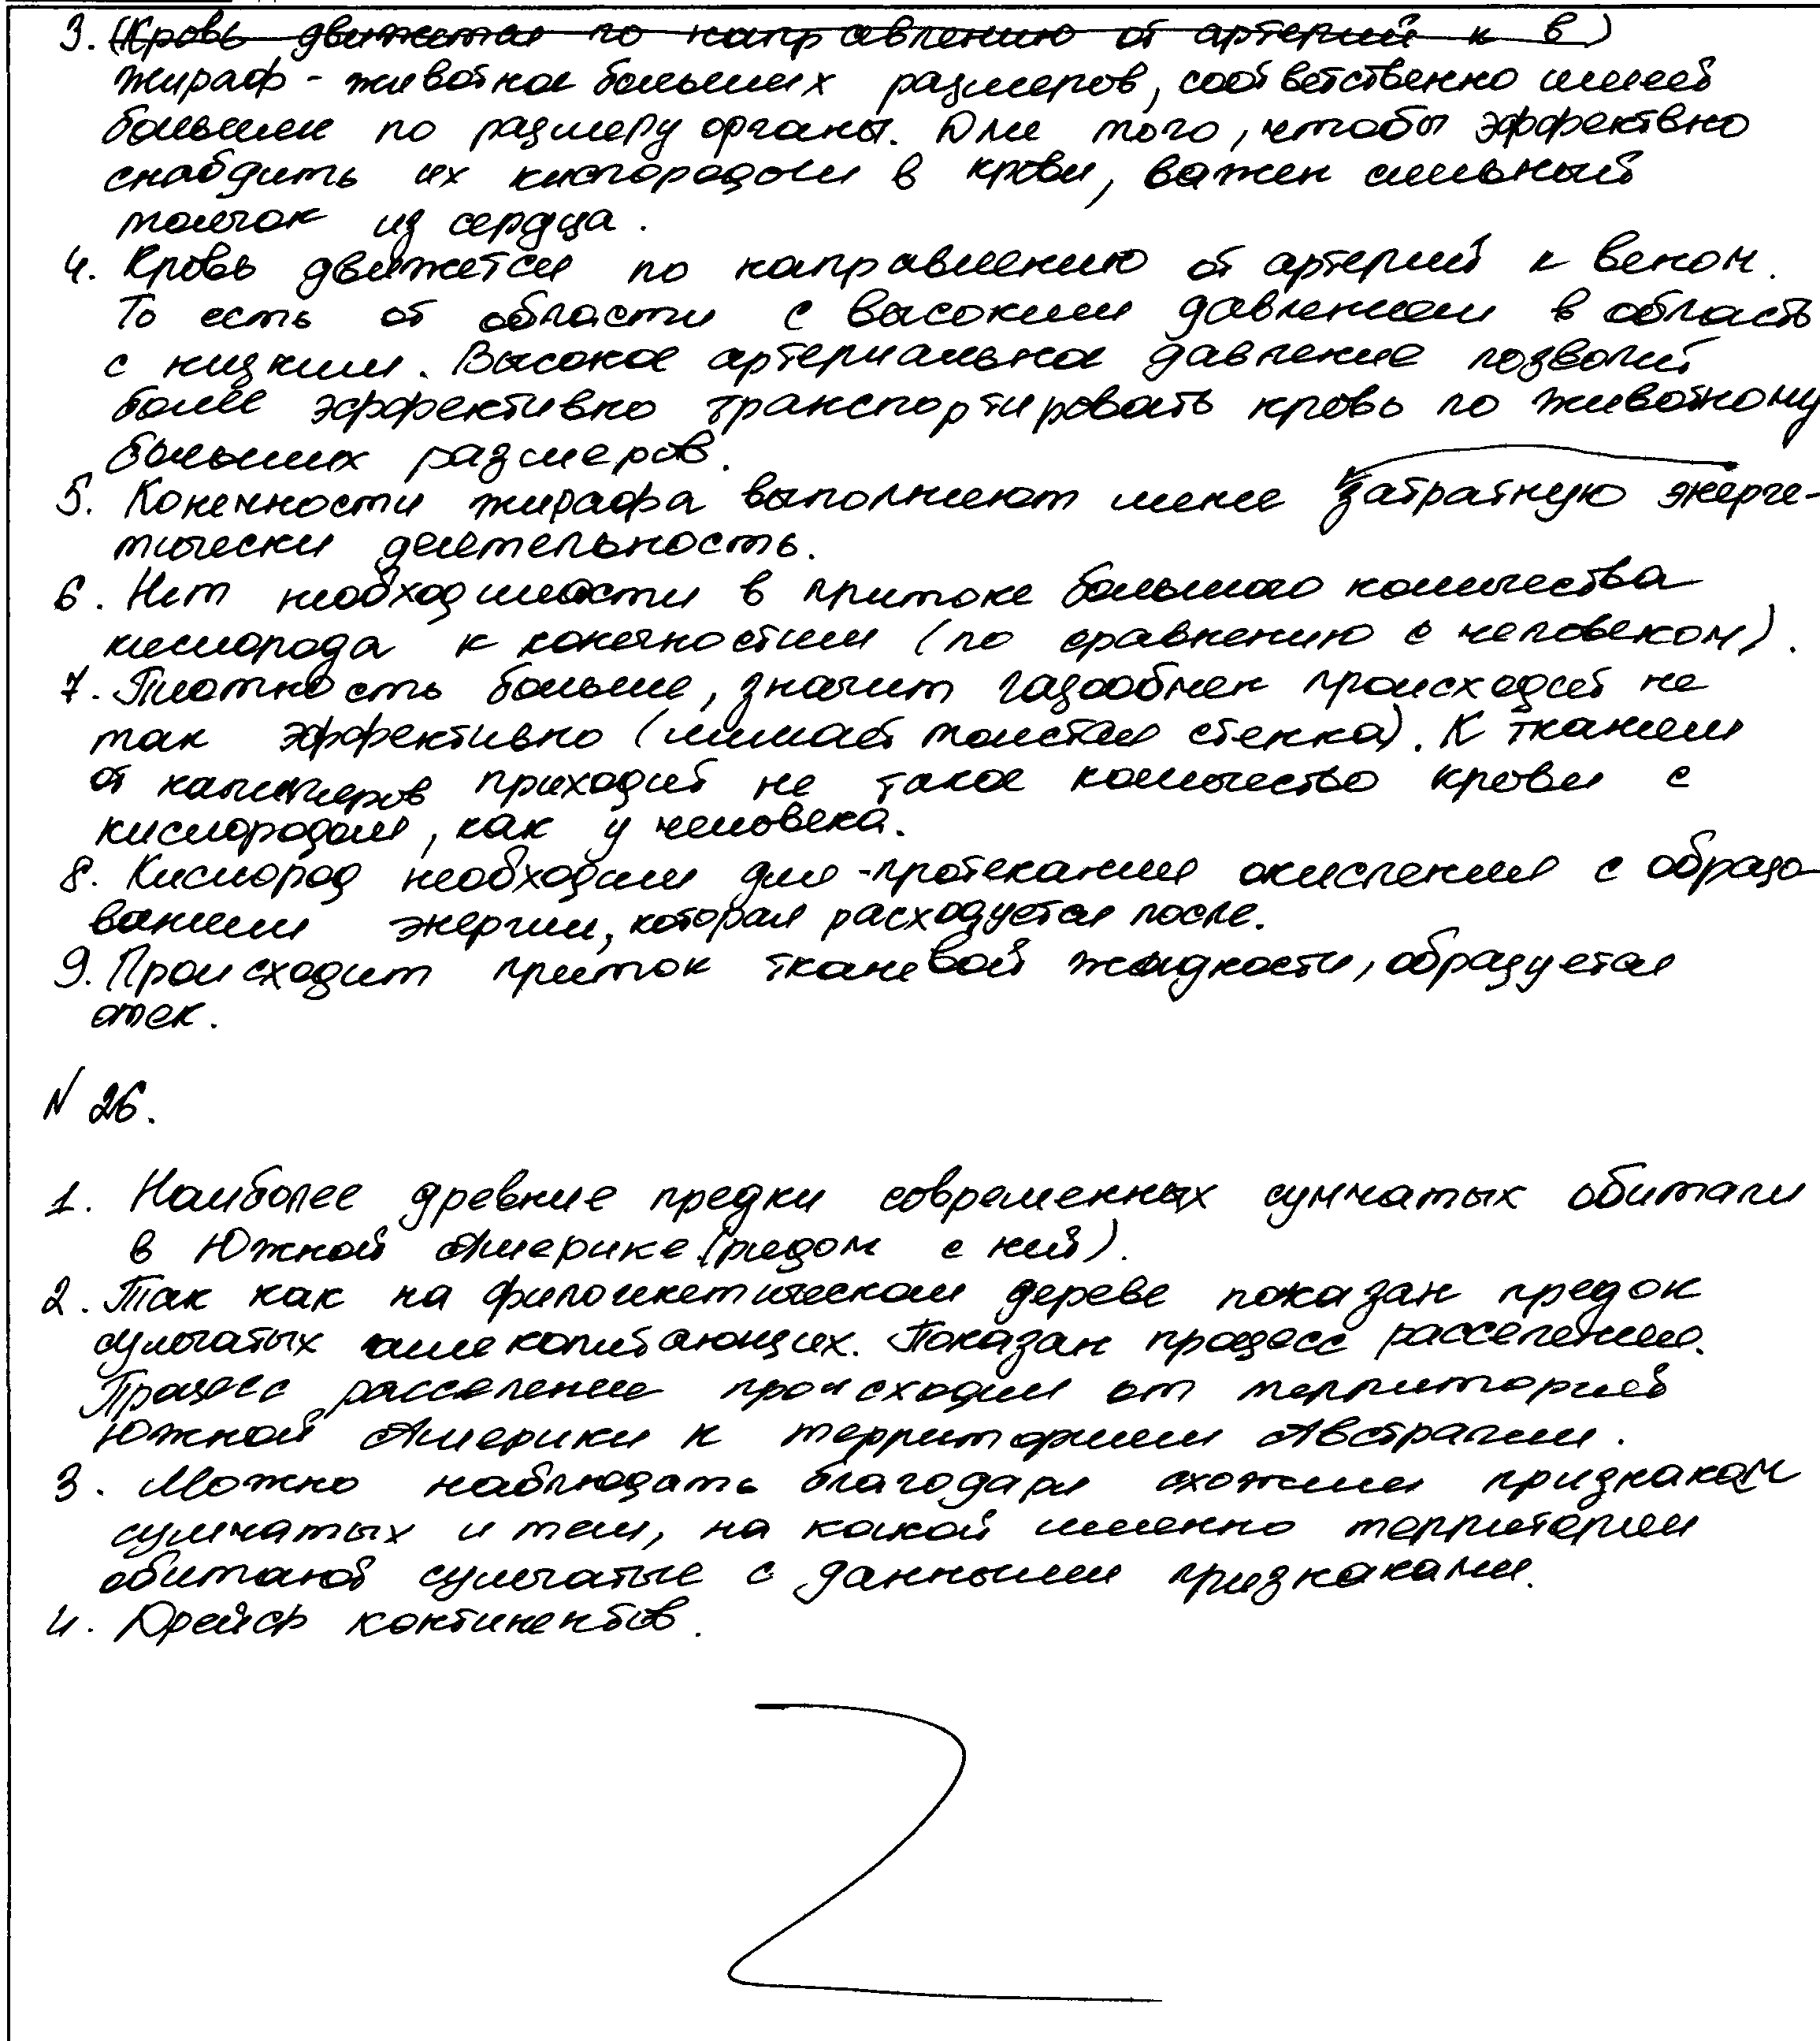 3. (Кровь движется по направлению от артерий к в)
Жираф - животное больших размеров, соответственно имеет
большие по размеру органы. Для того, чтобы эффективно
снабдить их кислородом в крови, важен сильный
толчок из сердца.
4. Кровь движется по направлению от артерий к венам.
То есть от области с высоким давлением в область
с низким. Высокое артериальное давление позволит
более эффективно транспортировать кровь по животному
больших размеров.
5. Конечности жирафа выполняют менее затратную энерге-
тически деятельность.
6. Нет необходимости в притоке большого количества
кислорода к конечностям (по сравнению с человеком).
7. Плотность больше, значит газообмен происходит не
так эффективно (мешает толстая стенка). К тканям
от капилляров приходит не такое количество крови с
кислородом, как у человека.
8. Кислород необходим для протекания окисления с образо-
ванием энергии, которая расходуется после.
9. Происходит приток тканевой жидкости, образуется
отек.
N 26.
1. Наиболее древние предки современных сумчатых обитали
в Южной Америке (рядом с ней).
2. Так как на филогенетическом дереве показан предок
сумчатых млекопитающих. Показан процесс расселения.
Процесс расселения происходил от территорий
Южной Америки к территориям Австралии.
3. Можно наблюдать благодаря схожим признакам
сумчатых и тем, на какой именно территории
обитают сумчатые с данными признаками.
4. Дрейф континентов.